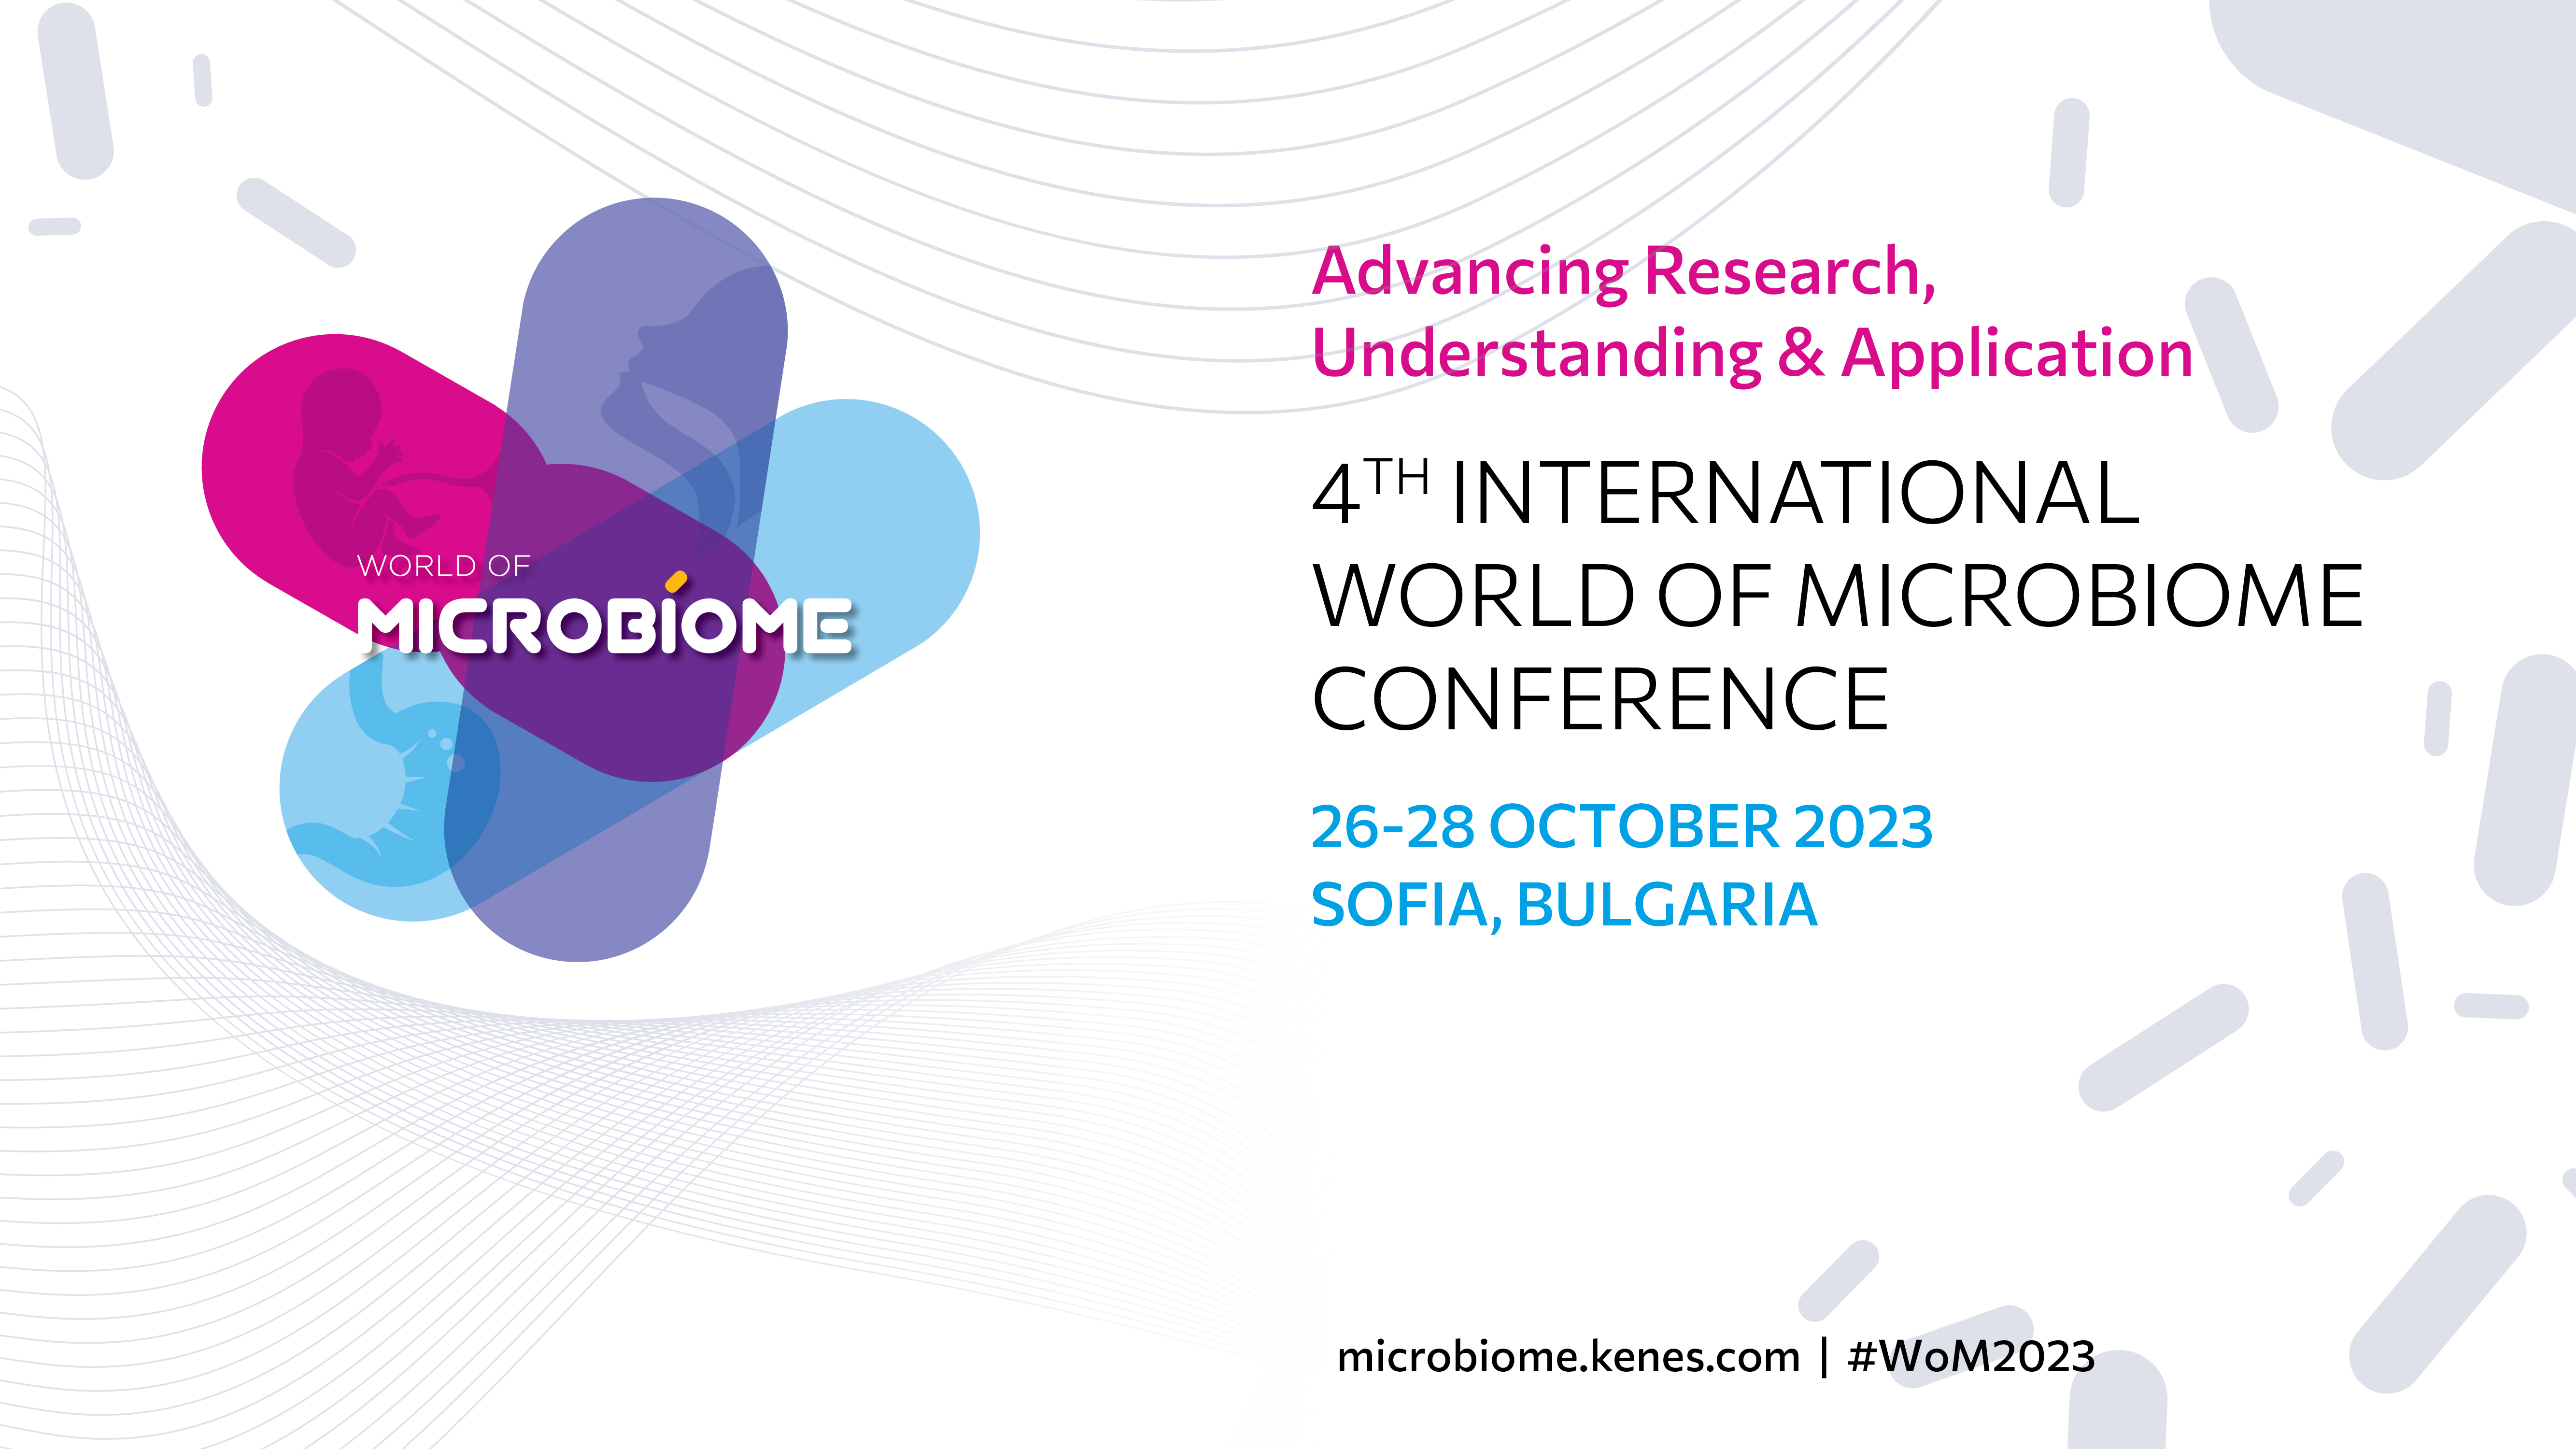 WORLD OF
MICROBIOME
Advancing Research,
Understanding & Application
4TH INTERNATIONAL
WORLD OF MICROBIOME
CONFERENCE
26-28 OCTOBER 2023
SOFIA, BULGARIA
microbiome.kenes.com | #WoM2023